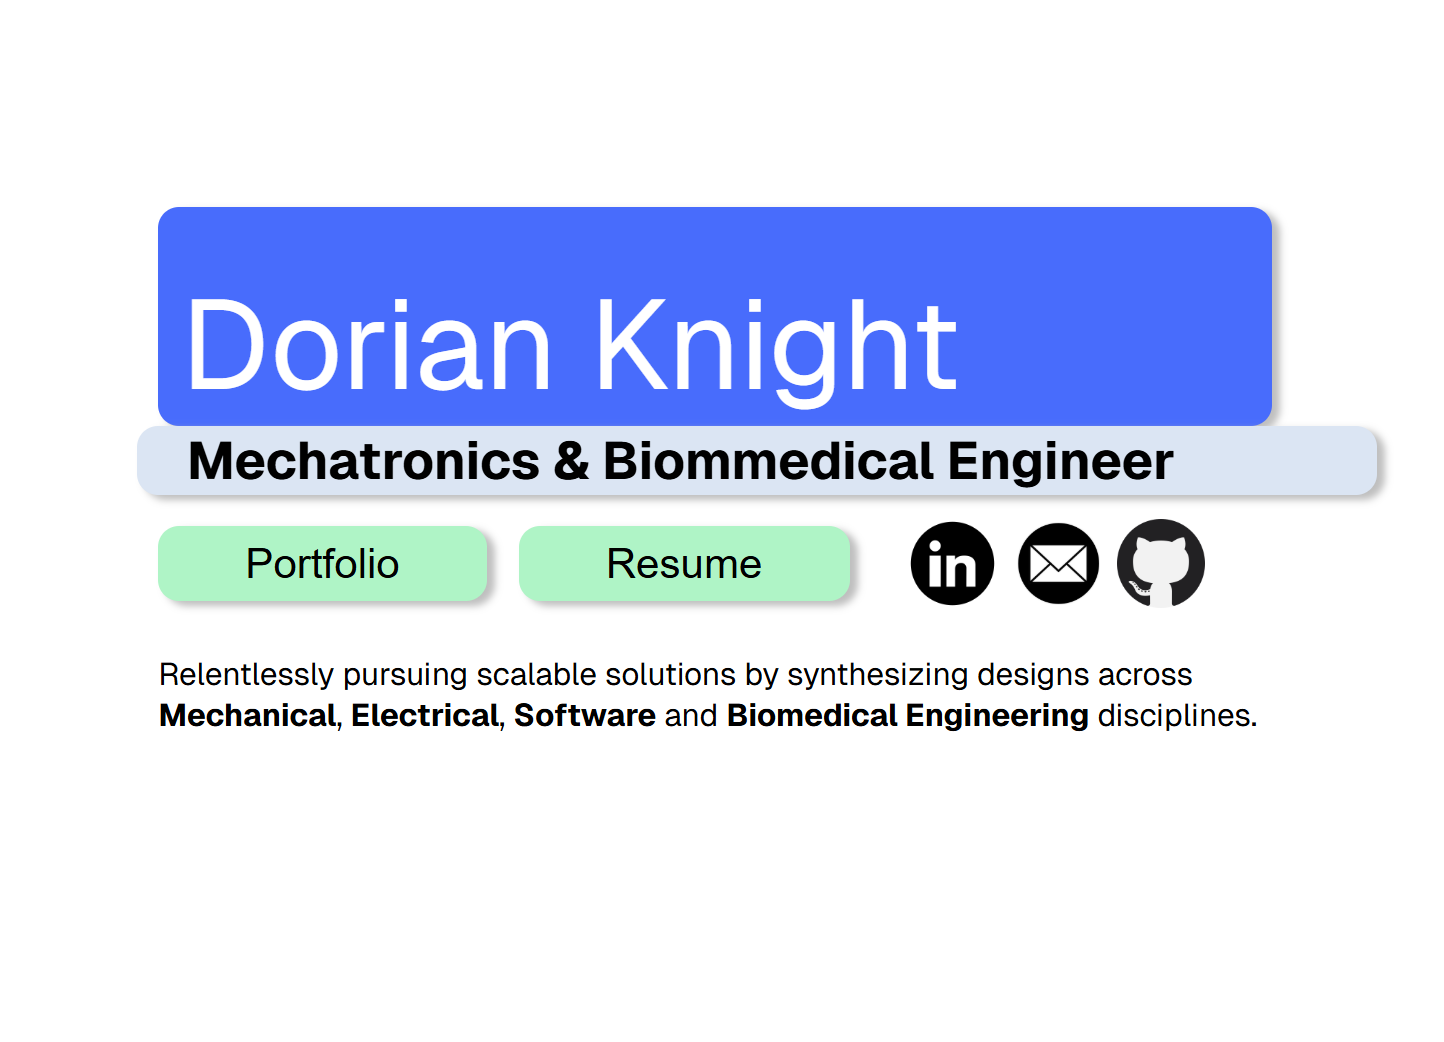 Dorian Knight
Mechatronics & Biommedical Engineer
Portfolio
Resume
in
Relentlessly pursuing scalable solutions by synthesizing designs across
Mechanical, Electrical, Software and Biomedical Engineering disciplines.